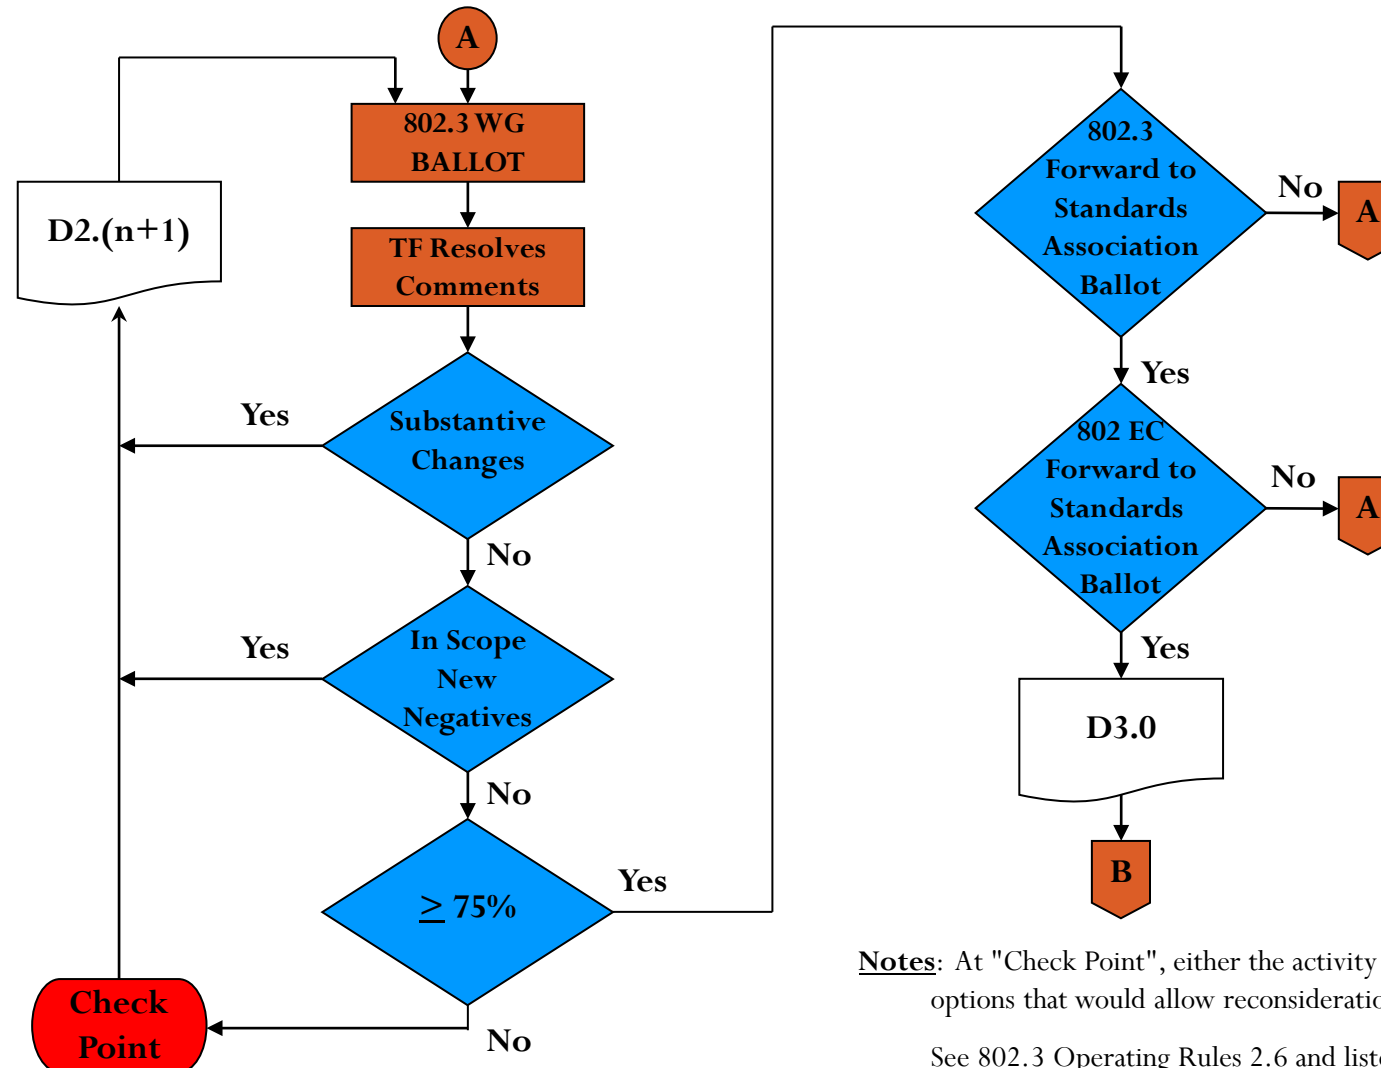 A
802.3 WG
BALLOT
D2.(n+1)
TF Resolves
Comments
Yes
Substantive
Changes
No
Yes
In Scope
New
Negatives
No
≥ 75%
Yes
Check
Point
No
802.3
Forward to
Standards
Association
Ballot
No
A
Yes
802 EC
Forward to
Standards
Association
Ballot
No
A
Yes
D3.0
B
Notes: At "Check Point", either the activity
options that would allow
See 802.3 Operating Rules 2.6 and